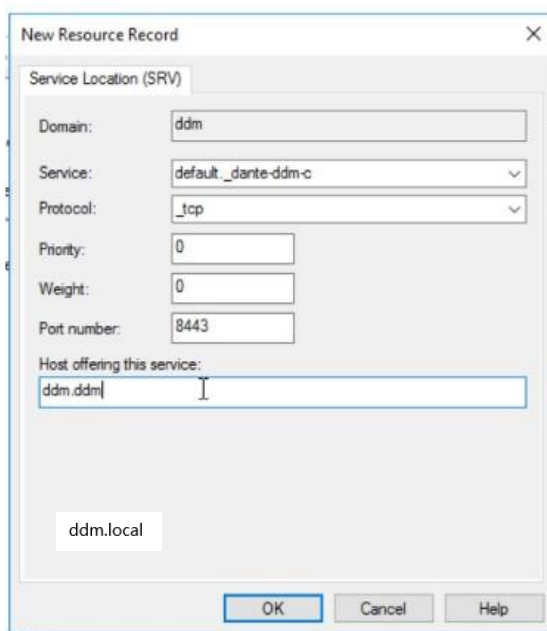 New Resource Record
Service Location (SRV)
Domain: ddm
Service: default._dante-ddm-c
Protocol: _tcp
Priority: 0
Weight: 0
Port number: 8443
Host offering this service:
ddm.ddm
ddm.local
OK Cancel Help